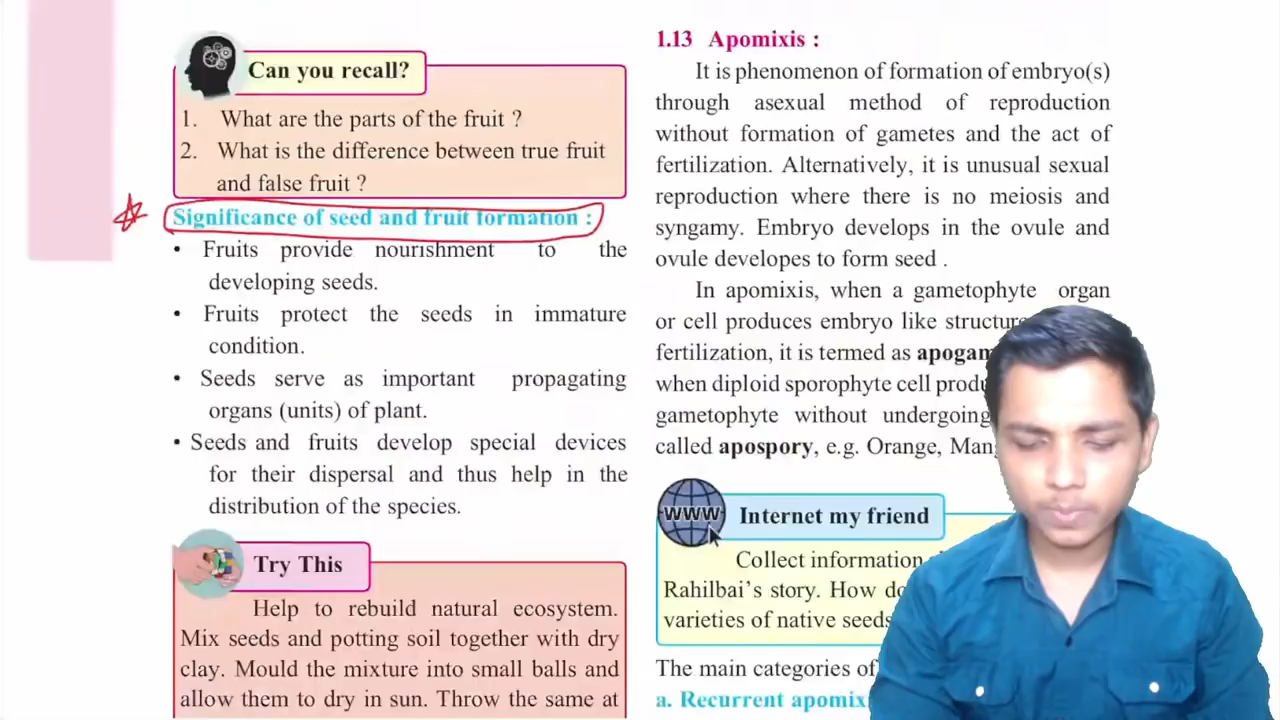 Can you recall?
1. What are the parts of the fruit ?
2. What is the difference between true fruit
and false fruit ?
Significance of seed and fruit formation :
• Fruits provide nourishment to the
developing seeds.
• Fruits protect the seeds in immature
condition.
• Seeds serve as important propagating
organs (units) of plant.
• Seeds and fruits develop special devices
for their dispersal and thus help in the
distribution of the species.
Try This
Help to rebuild natural ecosystem.
Mix seeds and potting soil together with dry
clay. Mould the mixture into small balls and
allow them to dry in sun. Throw the same at
1.13 Apomixis :
It is phenomenon of formation of embryo(s)
through asexual method of reproduction
without formation of gametes and the act of
fertilization. Alternatively, it is unusual sexual
reproduction where there is no meiosis and
syngamy. Embryo develops in the ovule and
ovule developes to form seed .
In apomixis, when a gametophyte organ
or cell produces embryo like structure
fertilization, it is termed as
when diploid sporophyte cell
gametophyte without undergoing
called apospory, e.g. Orange,
WWW
Internet my friend
Collect information
Rahilbai's story. How
varieties of native seeds
The main categories of
a. Recurrent